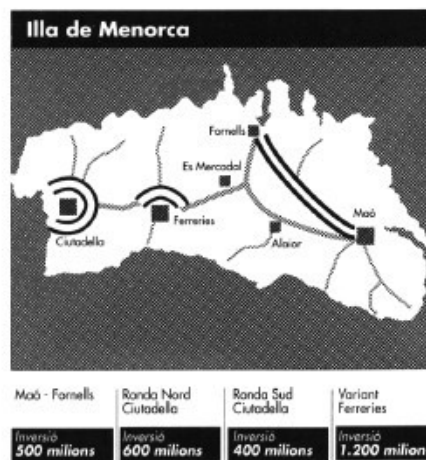 Illa de Menorca
Fornells
Es Mercadal
Maó
Ferreries
Ciutadella
Alaior
Maó - Fornells
Inversió
500 milions
Ronda Nord
Ciutadella
Inversió
600 milions
Ronda Sud
Ciutadella
Inversió
400 milions
Variant
Ferreries
Inversió
1.200 milion